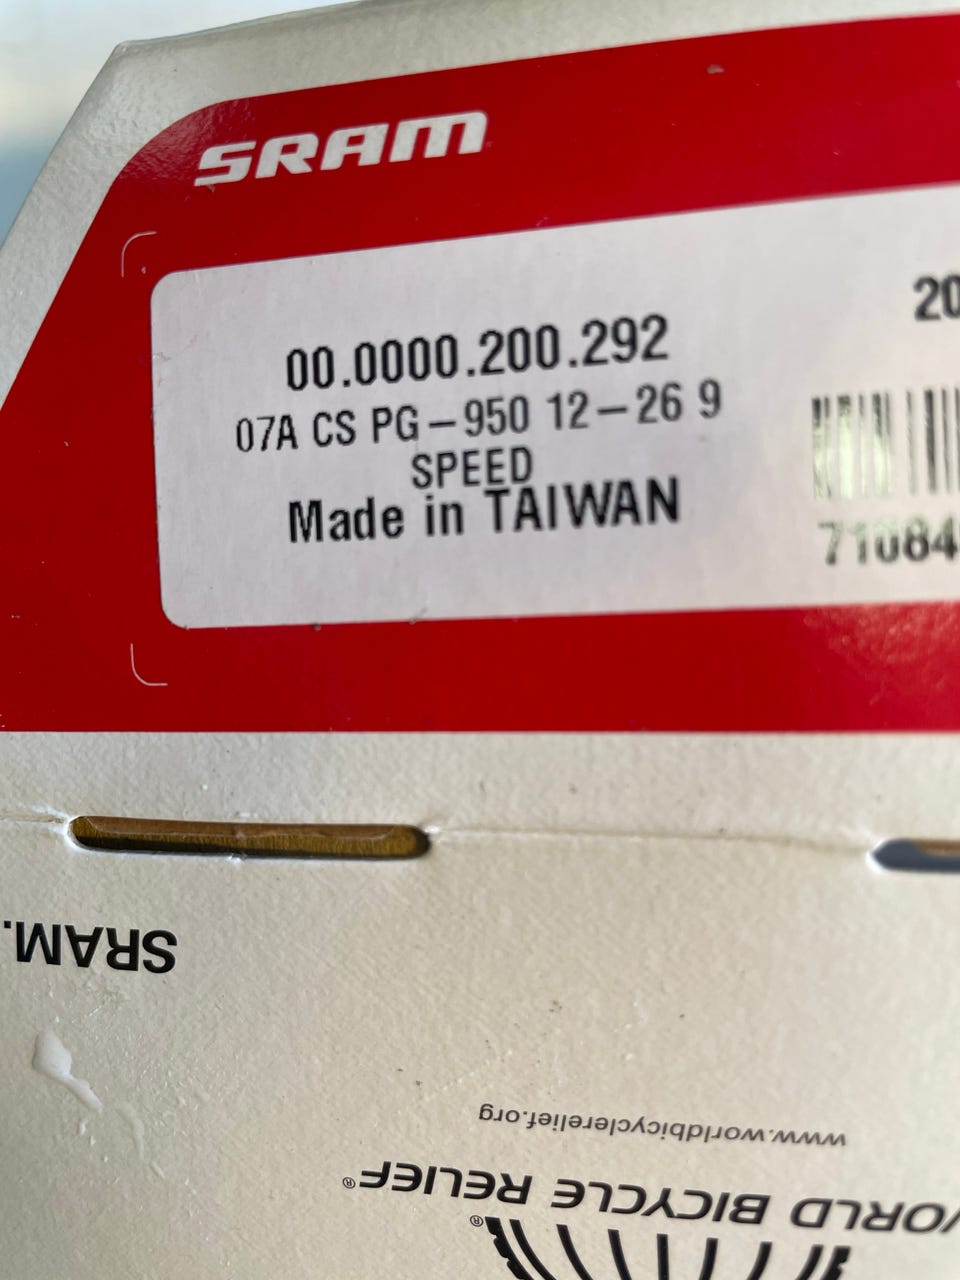 SRAM
00.0000.200.292
07A CS PG-950 12-26 9
SPEED
Made in TAIWAN
20
71084
SRAM.
www.worldbicyclerelief.org
WORLD BICYCLE RELIEF®
®